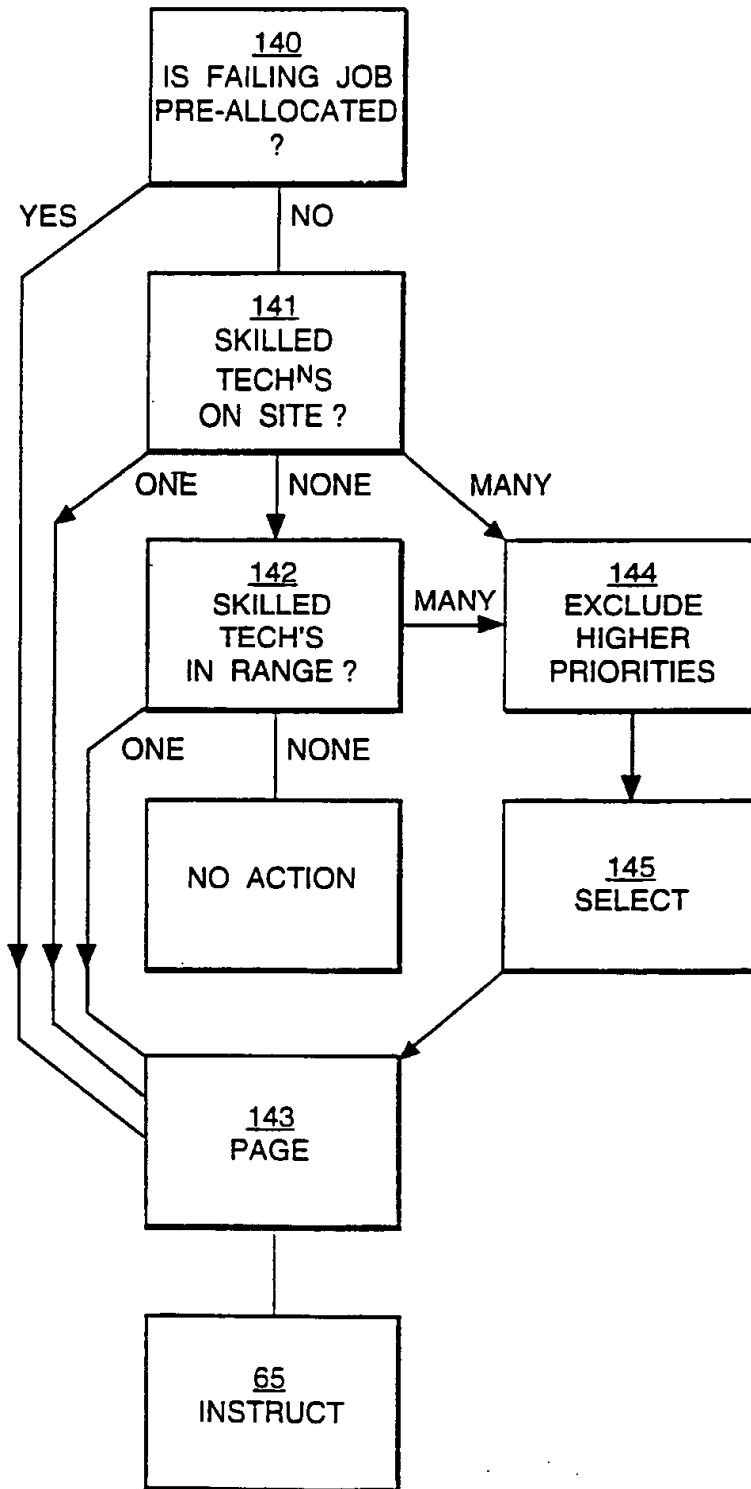 140
IS FAILING JOB
PRE-ALLOCATED
?
YES
NO
141
SKILLED
TECHᴺS
ON SITE ?
ONE
NONE
MANY
142
SKILLED
TECH'S
IN RANGE ?
MANY
144
EXCLUDE
HIGHER
PRIORITIES
ONE
NONE
NO ACTION
145
SELECT
143
PAGE
65
INSTRUCT